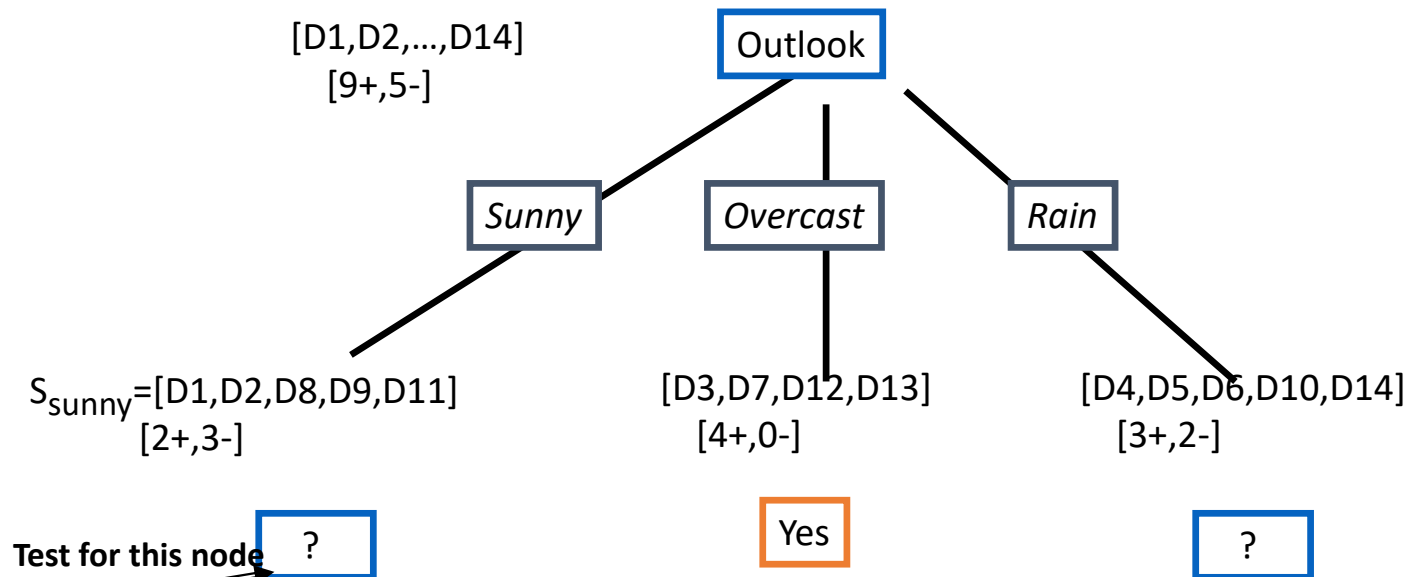 [D1,D2,…,D14]
Outlook
[9+,5-]
Sunny
Overcast
Rain
Ssunny=[D1,D2,D8,D9,D11]
[2+,3-]
[D3,D7,D12,D13]
[4+,0-]
[D4,D5,D6,D10,D14]
[3+,2-]
Test for this node
?
Yes
?